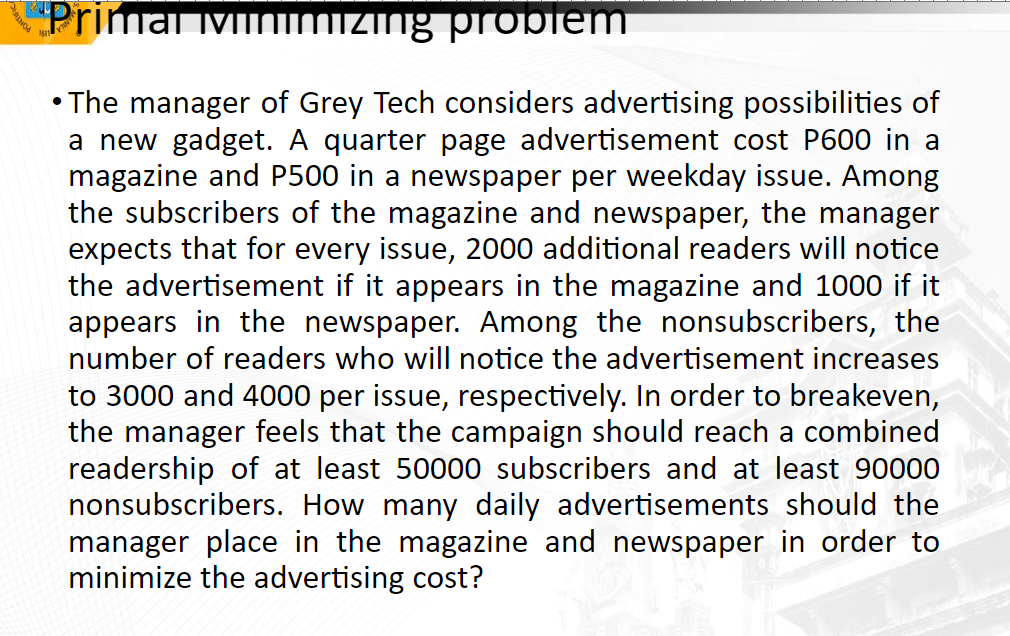 Primal Minimizing problem
• The manager of Grey Tech considers advertising possibilities of
a new gadget. A quarter page advertisement cost P600 in a
magazine and P500 in a newspaper per weekday issue. Among
the subscribers of the magazine and newspaper, the manager
expects that for every issue, 2000 additional readers will notice
the advertisement if it appears in the magazine and 1000 if it
appears in the newspaper. Among the nonsubscribers, the
number of readers who will notice the advertisement increases
to 3000 and 4000 per issue, respectively. In order to breakeven,
the manager feels that the campaign should reach a combined
readership of at least 50000 subscribers and at least 90000
nonsubscribers. How many daily advertisements should the
manager place in the magazine and newspaper in order to
minimize the advertising cost?